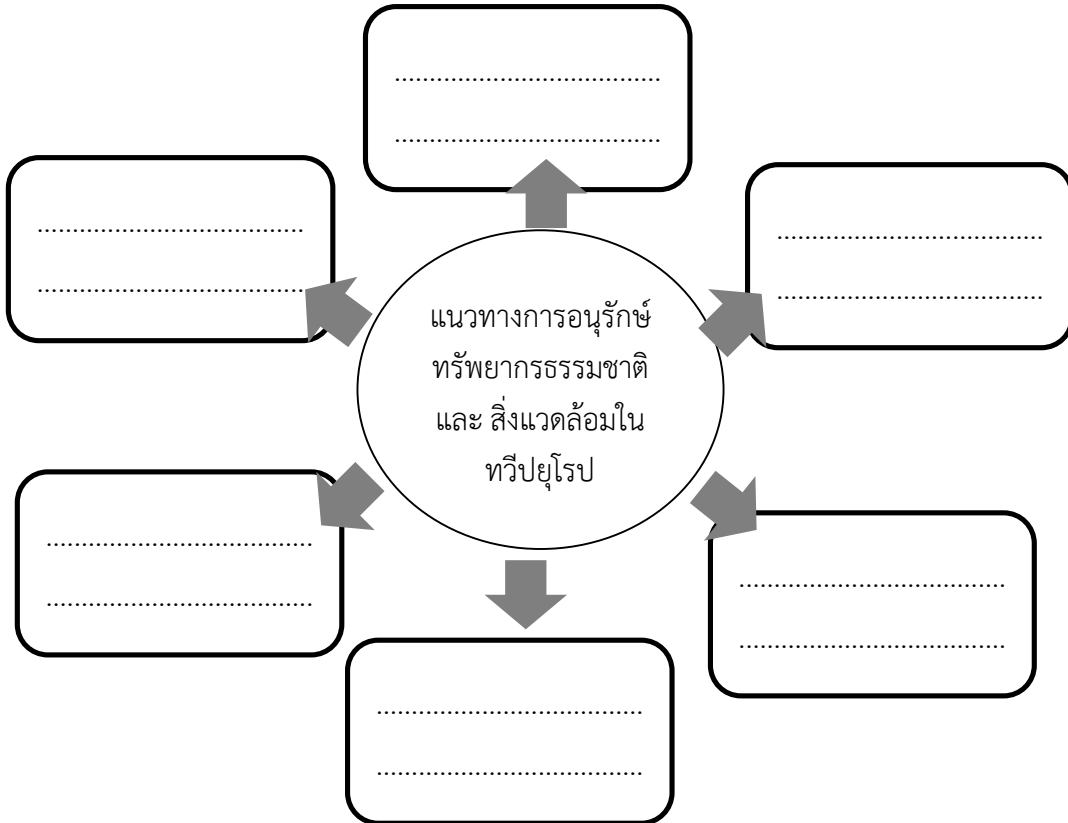 แนวทางการอนุรักษ์
ทรัพยากรธรรมชาติ
และ สิ่งแวดล้อมใน
ทวีปยุโรป